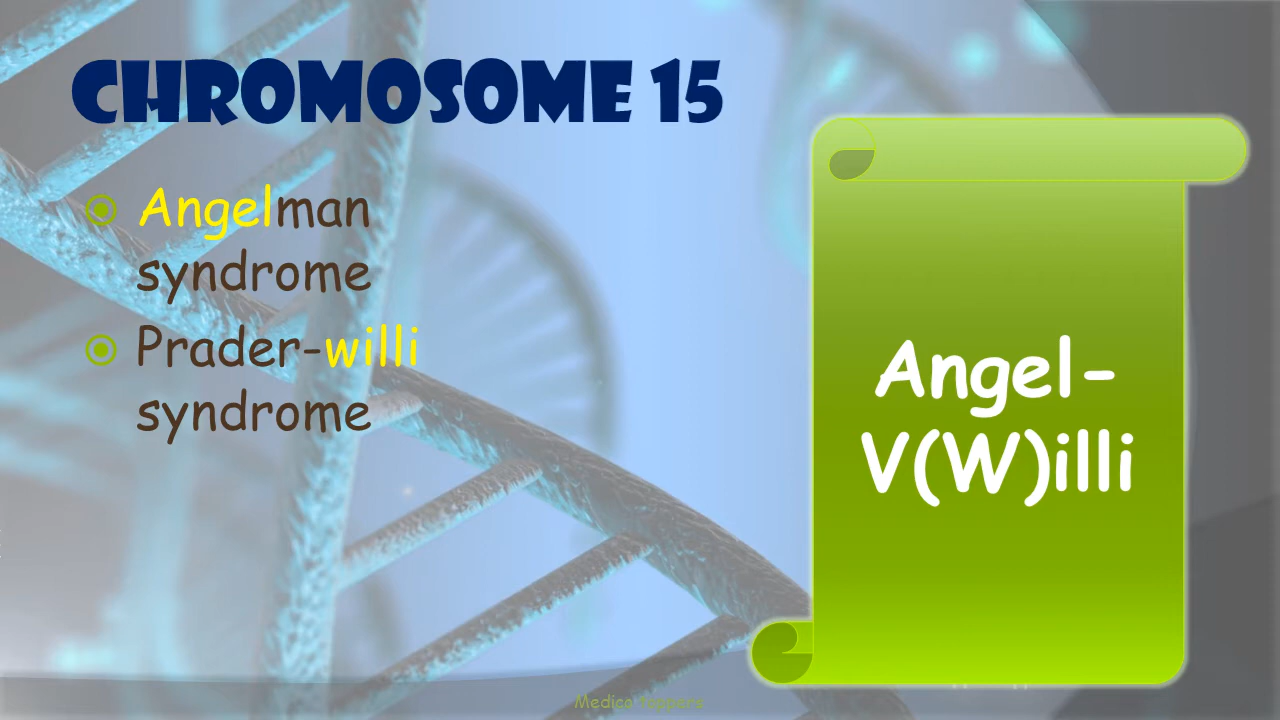 CHROMOSOME 15
Angelman
syndrome
Prader-willi
syndrome
Angel-
V(W)illi
Medico toppers